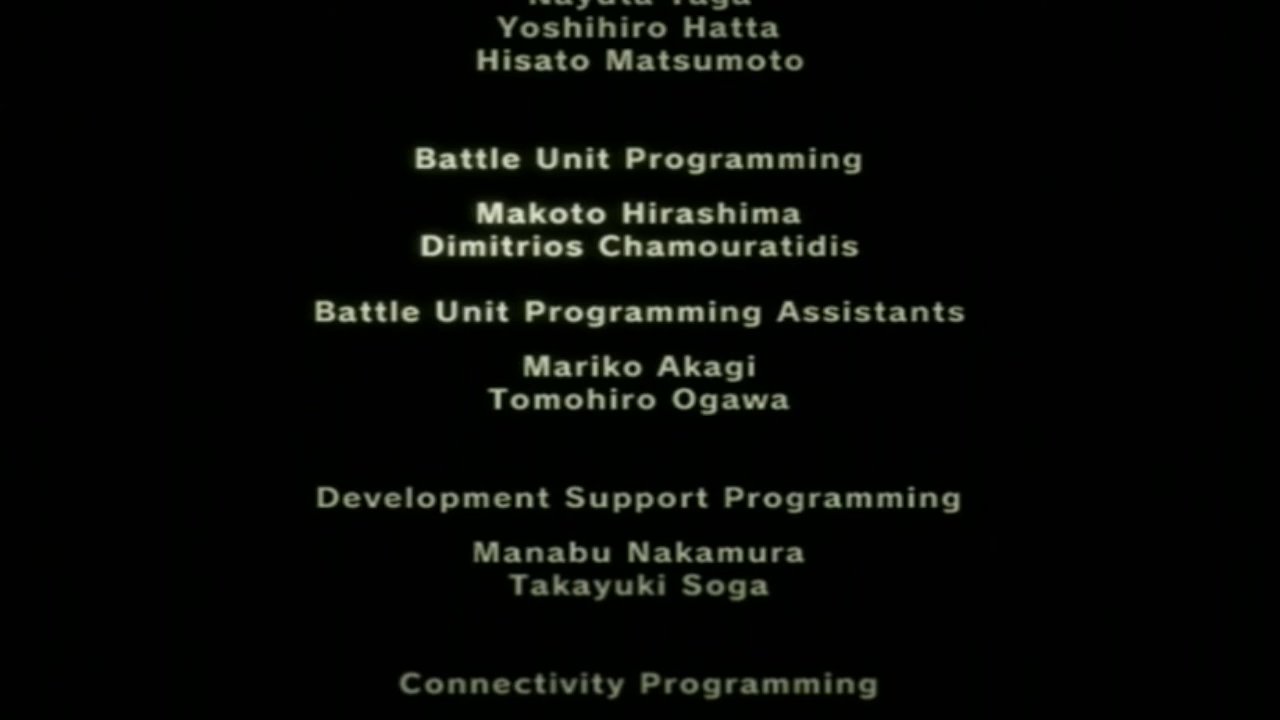 Yoshihiro Hatta
Hisato Matsumoto
Battle Unit Programming
Makoto Hirashima
Dimitrios Chamouratidis
Battle Unit Programming Assistants
Mariko Akagi
Tomohiro Ogawa
Development Support Programming
Manabu Nakamura
Takayuki Soga
Connectivity Programming